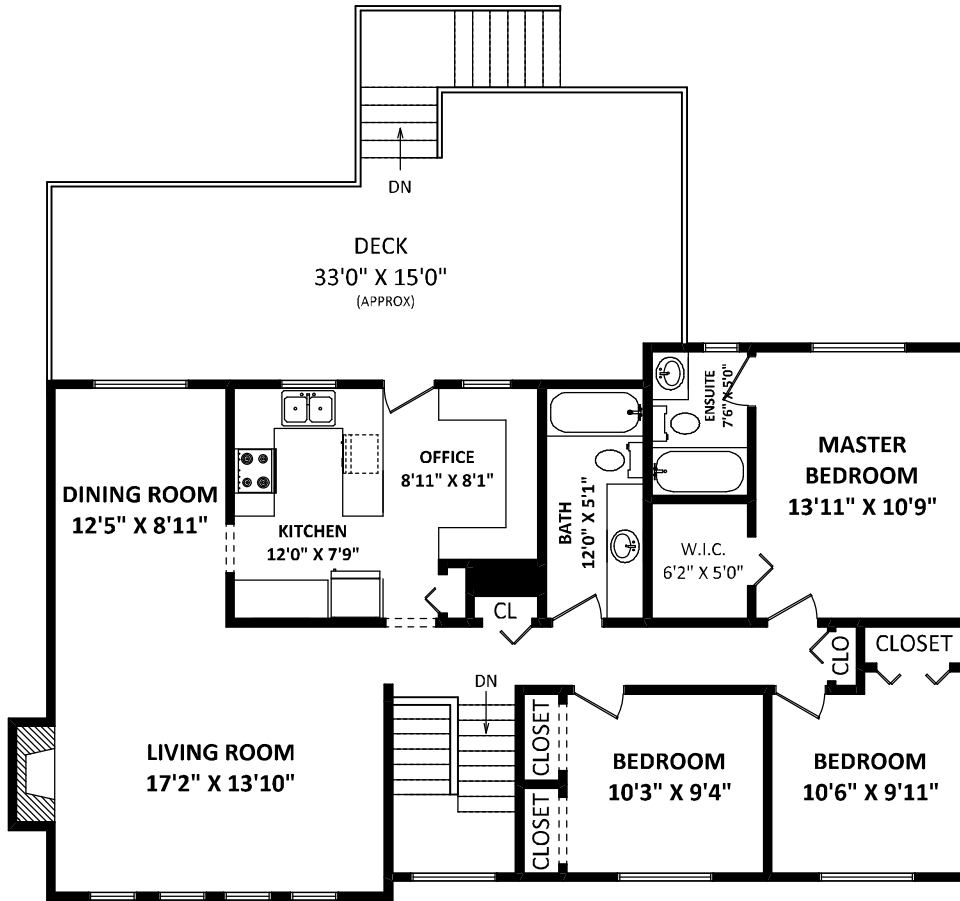 DN
DECK
33'0" X 15'0"
(APPROX)
ENSUITE
7'6" X 5'0"
MASTER
BEDROOM
13'11" X 10'9"
OFFICE
8'11" X 8'1"
DINING ROOM
12'5" X 8'11"
KITCHEN
12'0" X 7'9"
BATH
12'0" X 5'1"
W.I.C.
6'2" X 5'0"
CL
CLO
CLOSET
DN
LIVING ROOM
17'2" X 13'10"
CLOSET
CLOSET
BEDROOM
10'3" X 9'4"
BEDROOM
10'6" X 9'11"